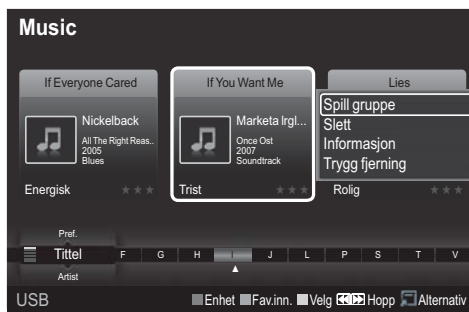 Music
If Everyone Cared
If You Want Me
Lies
Nickelback
All The Right Reas..
2005
Blues
Energisk
Marketa Irgl...
Once Ost
2007
Soundtrack
Trist
Spill gruppe
Slett
Informasjon
Trygg fjerning
Rolig
Pref.
Tittel F G H I J L P S T V
Artist
USB Enhet Fav.inn. Velg Hopp Alternativ